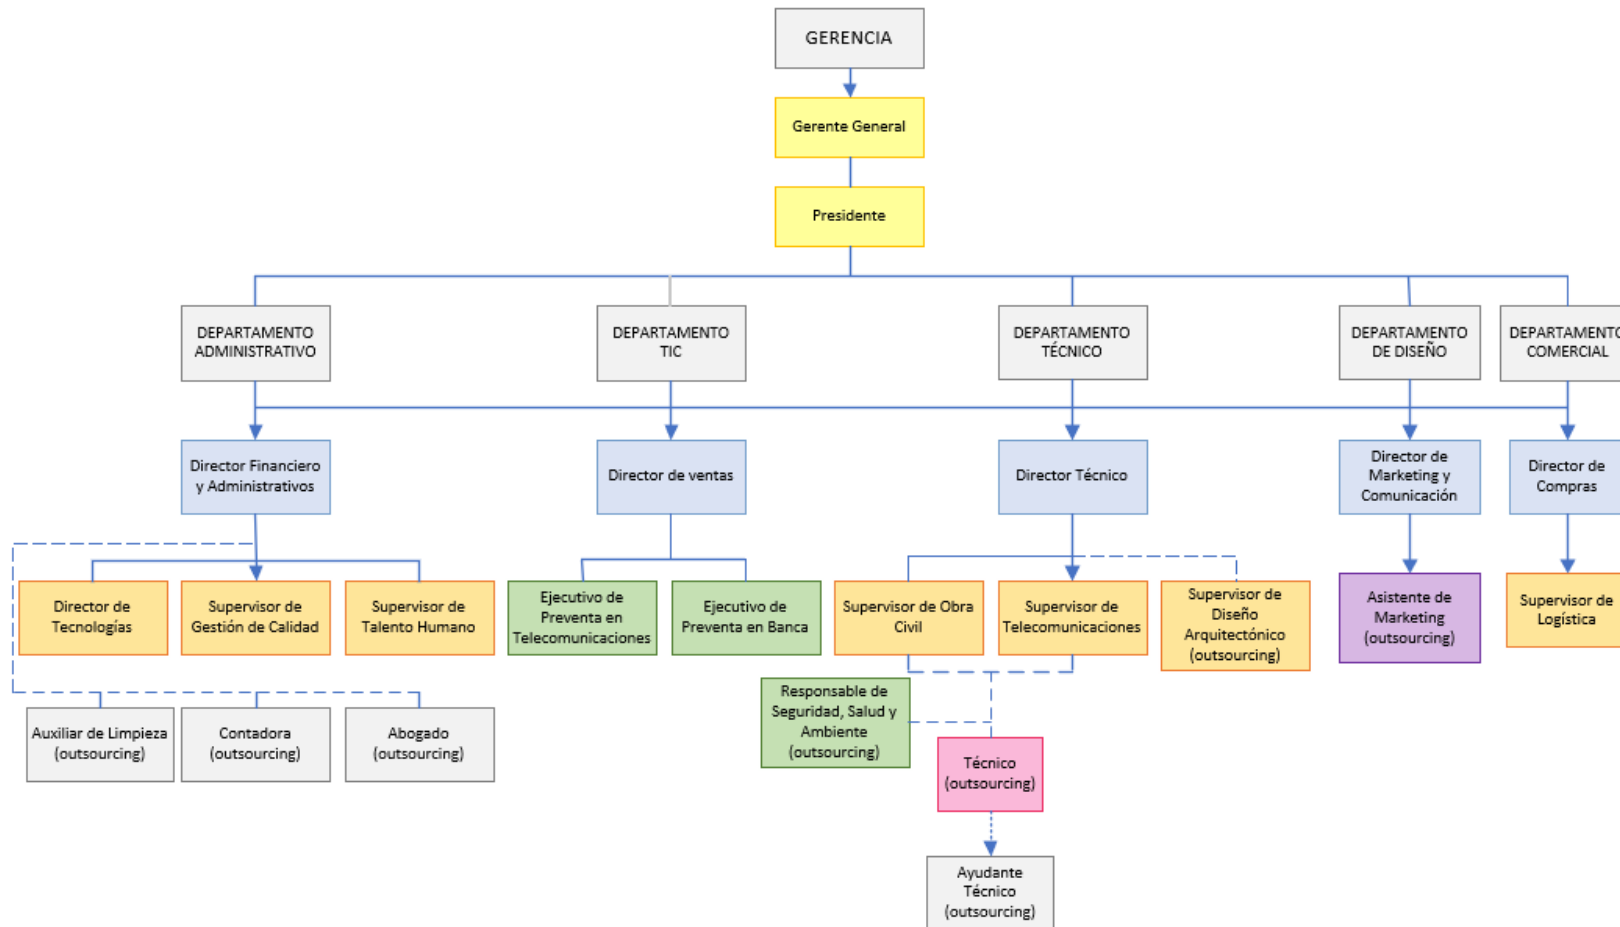 GERENCIA
Gerente General
Presidente
DEPARTAMENTO
ADMINISTRATIVO
DEPARTAMENTO
TIC
DEPARTAMENTO
TÉCNICO
DEPARTAMENTO
DE DISEÑO
DEPARTAMENTO
COMERCIAL
Director Financiero
y Administrativos
Director de ventas
Director Técnico
Director de
Marketing y
Comunicación
Director de
Compras
Director de
Tecnologías
Supervisor de
Gestión de Calidad
Supervisor de
Talento Humano
Ejecutivo de
Preventa en
Telecomunicaciones
Ejecutivo de
Preventa en Banca
Supervisor de Obra
Civil
Supervisor de
Telecomunicaciones
Supervisor de
Diseño
Arquitectónico
(outsourcing)
Asistente de
Marketing
(outsourcing)
Supervisor de
Logística
Auxiliar de Limpieza
(outsourcing)
Contadora
(outsourcing)
Abogado
(outsourcing)
Responsable de
Seguridad, Salud y
Ambiente
(outsourcing)
Técnico
(outsourcing)
Ayudante
Técnico
(outsourcing)